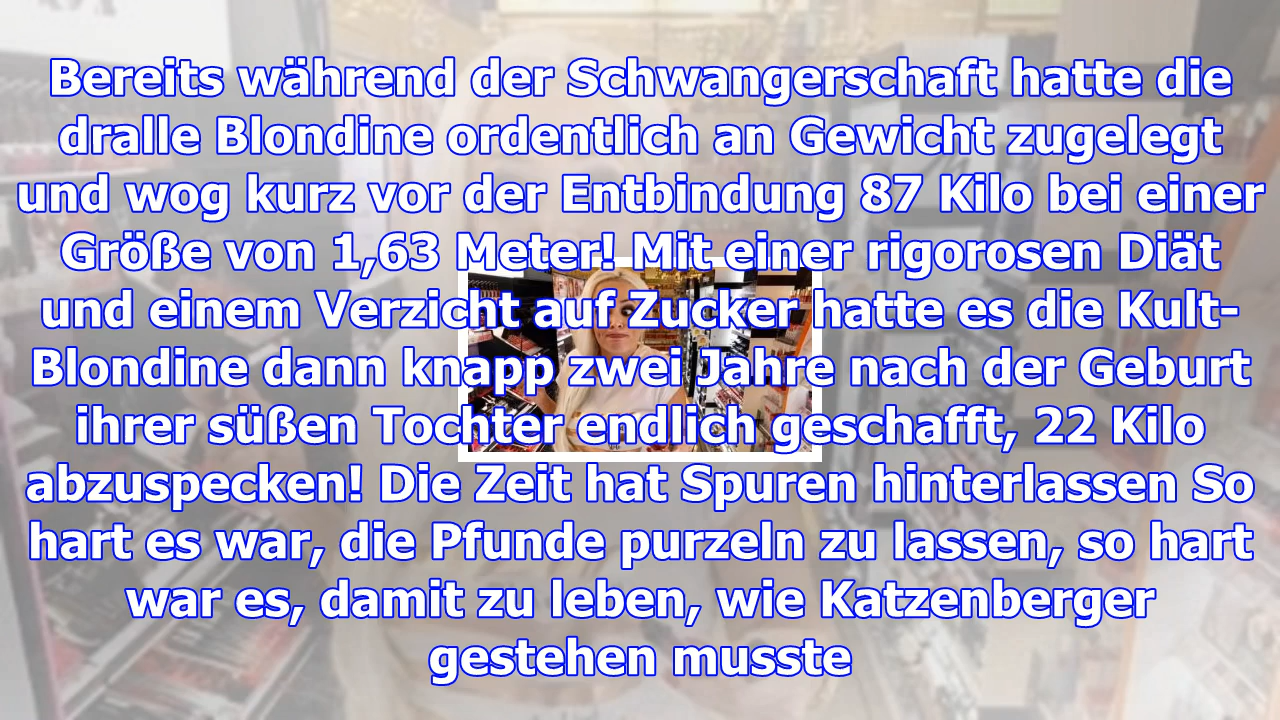 Bereits während der Schwangerschaft hatte die
dralle Blondine ordentlich an Gewicht zugelegt
und wog kurz vor der Entbindung 87 Kilo bei einer
Größe von 1,63 Meter! Mit einer rigorosen Diät
und einem Verzicht auf Zucker hatte es die Kult-
Blondine dann knapp zwei Jahre nach der Geburt
ihrer süßen Tochter endlich geschafft, 22 Kilo
abzuspecken! Die Zeit hat Spuren hinterlassen So
hart es war, die Pfunde purzeln zu lassen, so hart
war es, damit zu leben, wie Katzenberger
gestehen musste